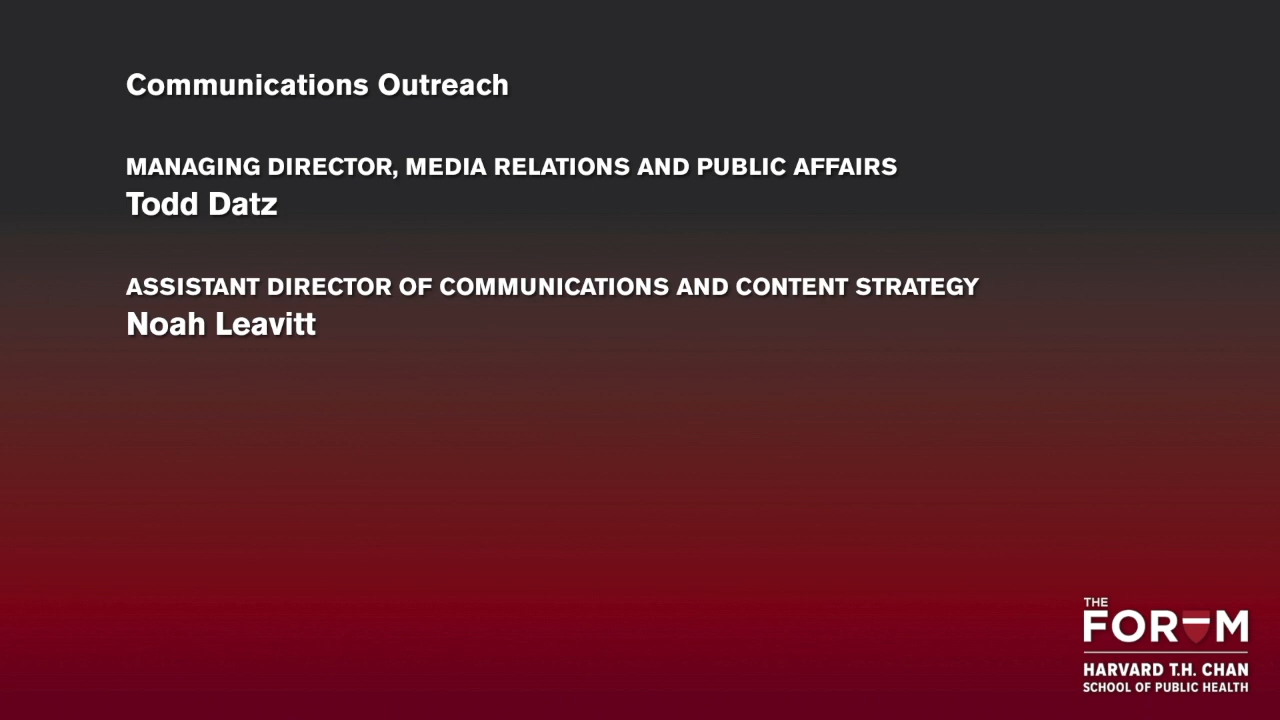 Communications Outreach
MANAGING DIRECTOR, MEDIA RELATIONS AND PUBLIC AFFAIRS
Todd Datz
ASSISTANT DIRECTOR OF COMMUNICATIONS AND CONTENT STRATEGY
Noah Leavitt
THE
FORUM
HARVARD T.H. CHAN
SCHOOL OF PUBLIC HEALTH